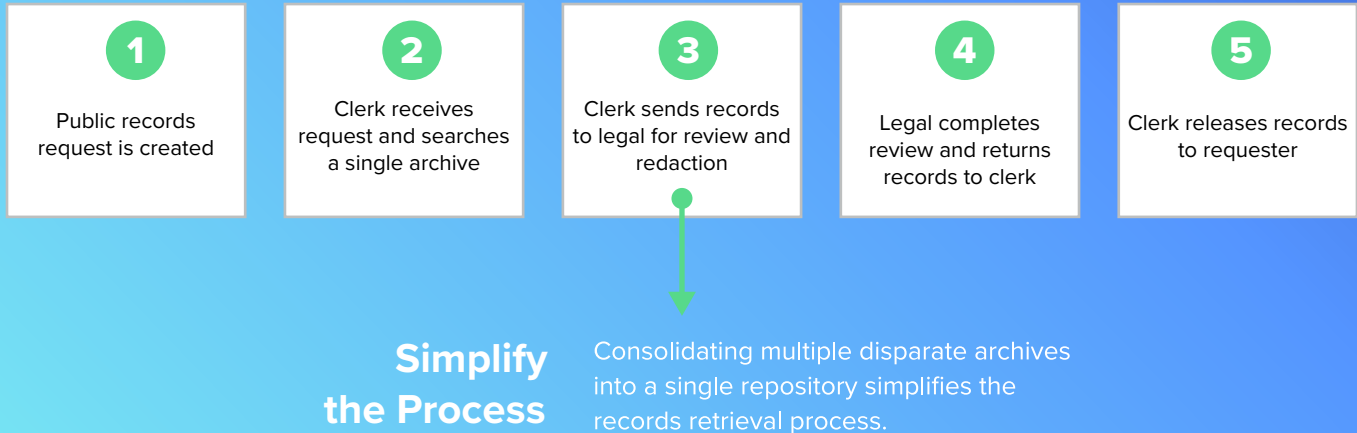 1
Public records
request is created
2
Clerk receives
request and searches
a single archive
3
Clerk sends records
to legal for review and
redaction
4
Legal completes
review and returns
records to clerk
5
Clerk releases records
to requester
Simplify
the Process
Consolidating multiple disparate archives
into a single repository simplifies the
records retrieval process.